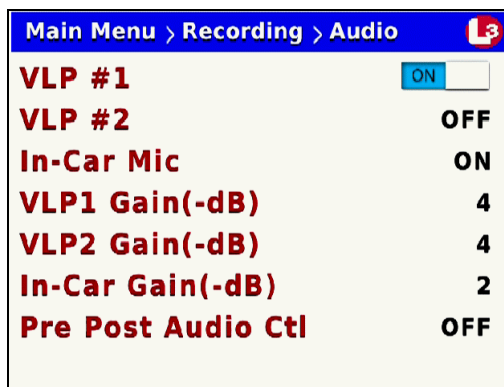 Main Menu > Recording > Audio L3
VLP #1 ON
VLP #2 OFF
In-Car Mic ON
VLP1 Gain(-dB) 4
VLP2 Gain(-dB) 4
In-Car Gain(-dB) 2
Pre Post Audio Ctl OFF